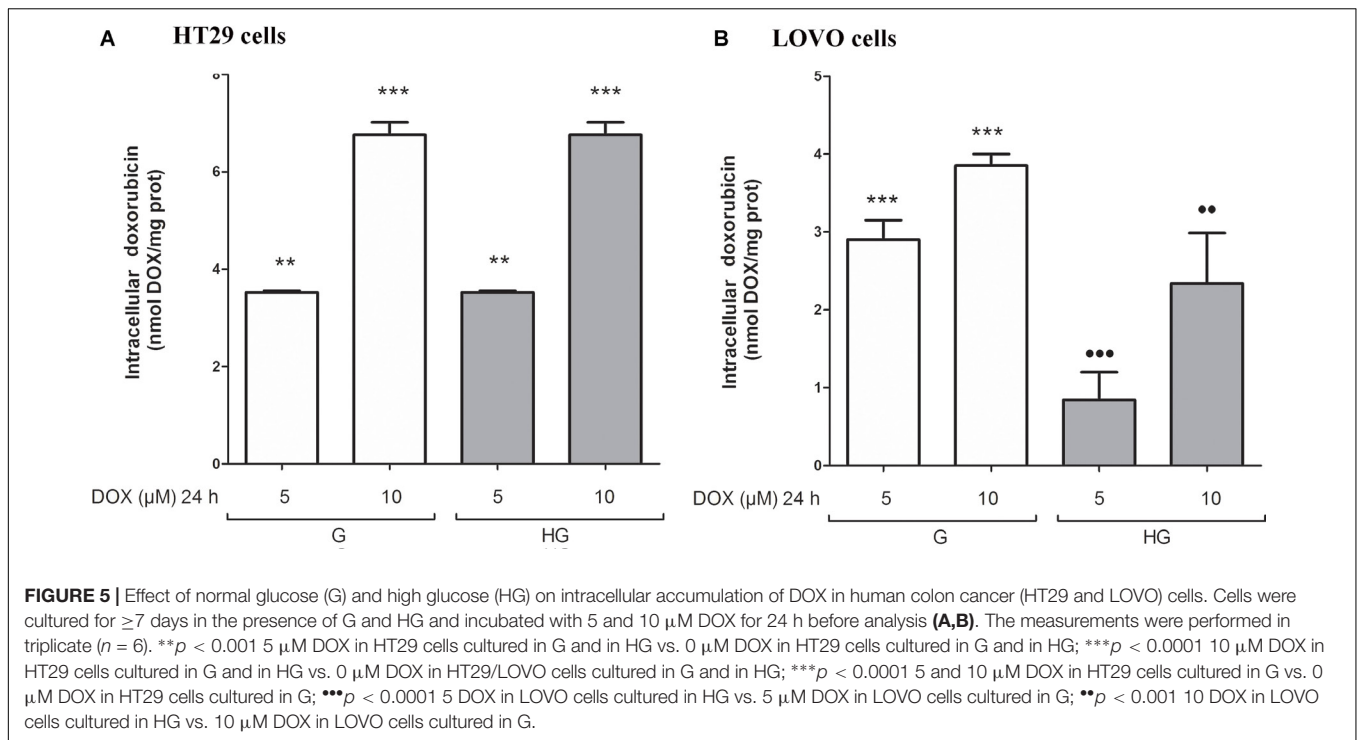 A HT29 cells
Intracellular doxorubicin
(nmol DOX/mg prot)
8
6
4
2
0
***
***
**
**
DOX (µM) 24 h 5 10 5 10
G HG
B LOVO cells
Intracellular doxorubicin
(nmol DOX/mg prot)
5
4
3
2
1
0
***
***
•••
••
DOX (µM) 24 h 5 10 5 10
G HG
FIGURE 5 | Effect of normal glucose (G) and high glucose (HG) on intracellular accumulation of DOX in human colon cancer (HT29 and LOVO) cells. Cells were
cultured for ≥7 days in the presence of G and HG and incubated with 5 and 10 µM DOX for 24 h before analysis (A,B). The measurements were performed in
triplicate (n = 6). **p < 0.001 5 µM DOX in HT29 cells cultured in G and in HG vs. 0 µM DOX in HT29 cells cultured in G and in HG; ***p < 0.0001 10 µM DOX in
HT29 cells cultured in G and in HG vs. 0 µM DOX in HT29/LOVO cells cultured in G and in HG; ***p < 0.0001 5 and 10 µM DOX in HT29 cells cultured in G vs. 0
µM DOX in HT29 cells cultured in G; •••p < 0.0001 5 DOX in LOVO cells cultured in HG vs. 5 µM DOX in LOVO cells cultured in G; ••p < 0.001 10 DOX in LOVO
cells cultured in HG vs. 10 µM DOX in LOVO cells cultured in G.